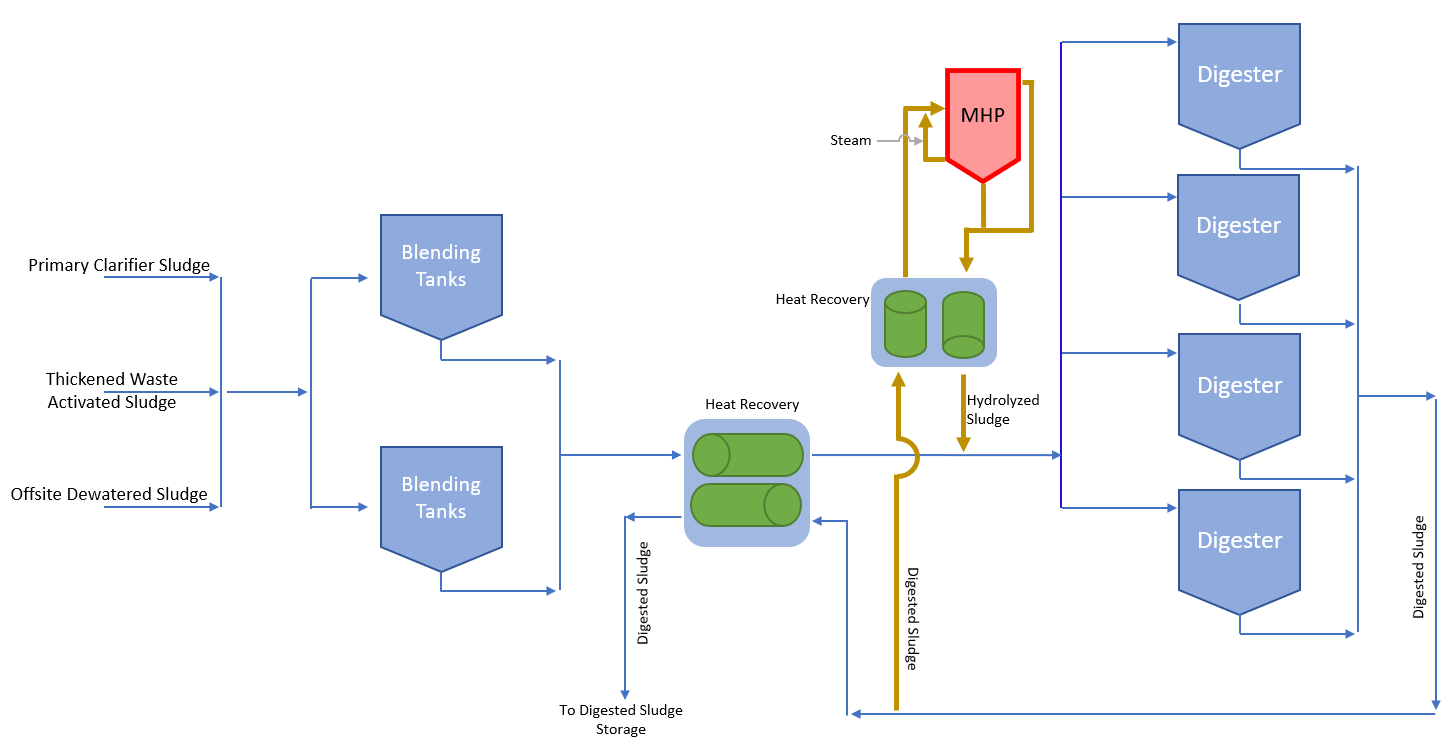 Primary Clarifier Sludge
Thickened Waste
Activated Sludge
Offsite Dewatered Sludge
Blending
Tanks
Blending
Tanks
Heat Recovery
Digested Sludge
To Digested Sludge
Storage
Steam
MHP
Heat Recovery
Hydrolyzed
Sludge
Digested Sludge
Digester
Digester
Digester
Digester
Digested Sludge